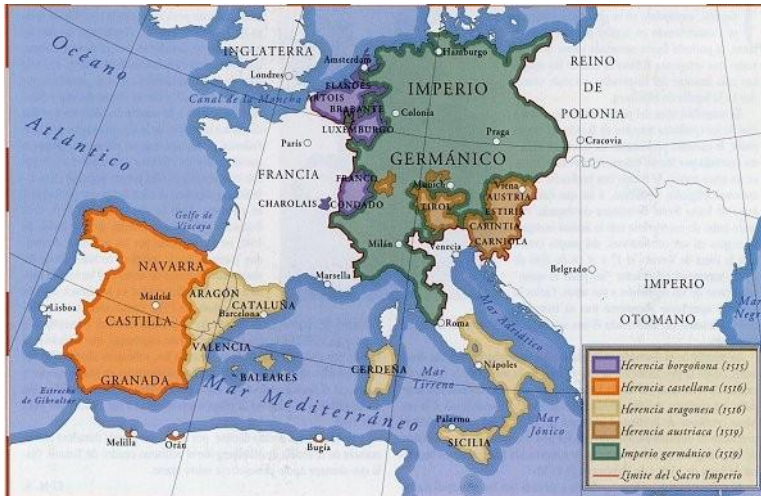 Océano
Atlántico
INGLATERRA
Londres
Canal de la Mancha
Amsterdam
Hamburgo
FLANDES
ARTOIS
BRABANTE
LUXEMBURGO
Colonia
IMPERIO
GERMÁNICO
Praga
REINO
DE
POLONIA
Cracovia
París
FRANCIA
CHAROLAIS
FRANCO
CONDADO
Munich
TIROL
Viena
AUSTRIA
ESTIRIA
CARINTIA
CARNIOLA
Milán
Venecia
Golfo de
Vizcaya
Marsella
Belgrado
IMPERIO
OTOMANO
Mar
Negro
NAVARRA
ARAGÓN
CATALUÑA
Barcelona
Madrid
CASTILLA
Lisboa
VALENCIA
GRANADA
BALEARES
Estrecho
de Gibraltar
Mar Mediterráneo
CERDEÑA
Roma
Mar Adriático
Nápoles
Mar
Tirreno
Palermo
SICILIA
Mar
Jónico
Melilla
Orán
Bugía
Herencia borgoñona (1515)
Herencia castellana (1516)
Herencia aragonesa (1516)
Herencia austriaca (1519)
Imperio germánico (1519)
Límite del Sacro Imperio